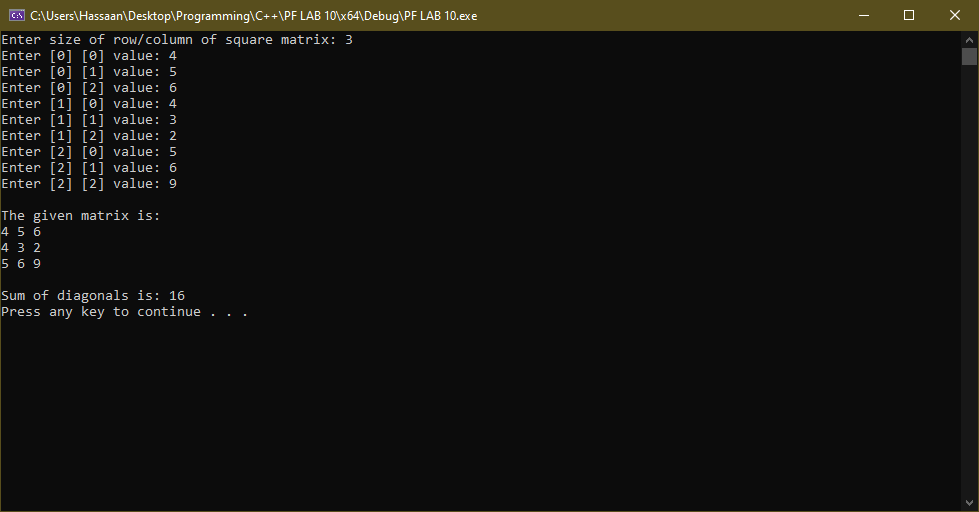 C:\Users\Hassaan\Desktop\Programming\C++\PF LAB 10\x64\Debug\PF LAB 10.exe
Enter size of row/column of square matrix: 3
Enter [0] [0] value: 4
Enter [0] [1] value: 5
Enter [0] [2] value: 6
Enter [1] [0] value: 4
Enter [1] [1] value: 3
Enter [1] [2] value: 2
Enter [2] [0] value: 5
Enter [2] [1] value: 6
Enter [2] [2] value: 9
The given matrix is:
4 5 6
4 3 2
5 6 9
Sum of diagonals is: 16
Press any key to continue . . .